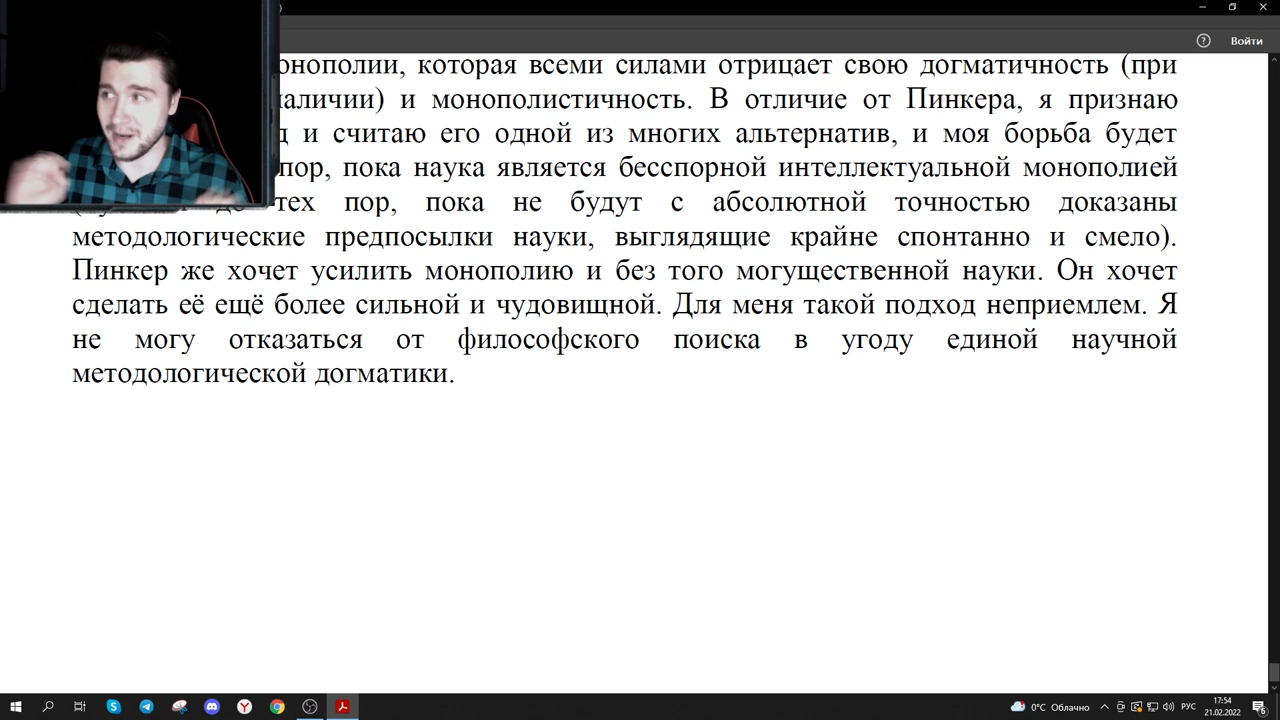 Войти
онополии, которая всеми силами отрицает свою догматичность (при
наличии) и монополистичность. В отличие от Пинкера, я признаю
и считаю его одной из многих альтернатив, и моя борьба будет
пор, пока наука является бесспорной интеллектуальной монополией
тех пор, пока не будут с абсолютной точностью доказаны
методологические предпосылки науки, выглядящие крайне спонтанно и смело).
Пинкер же хочет усилить монополию и без того могущественной науки. Он хочет
сделать её ещё более сильной и чудовищной. Для меня такой подход неприемлем. Я
не могу отказаться от философского поиска в угоду единой научной
методологической догматики.
0°C Облачно
РУС
17:54
21.02.2022
6